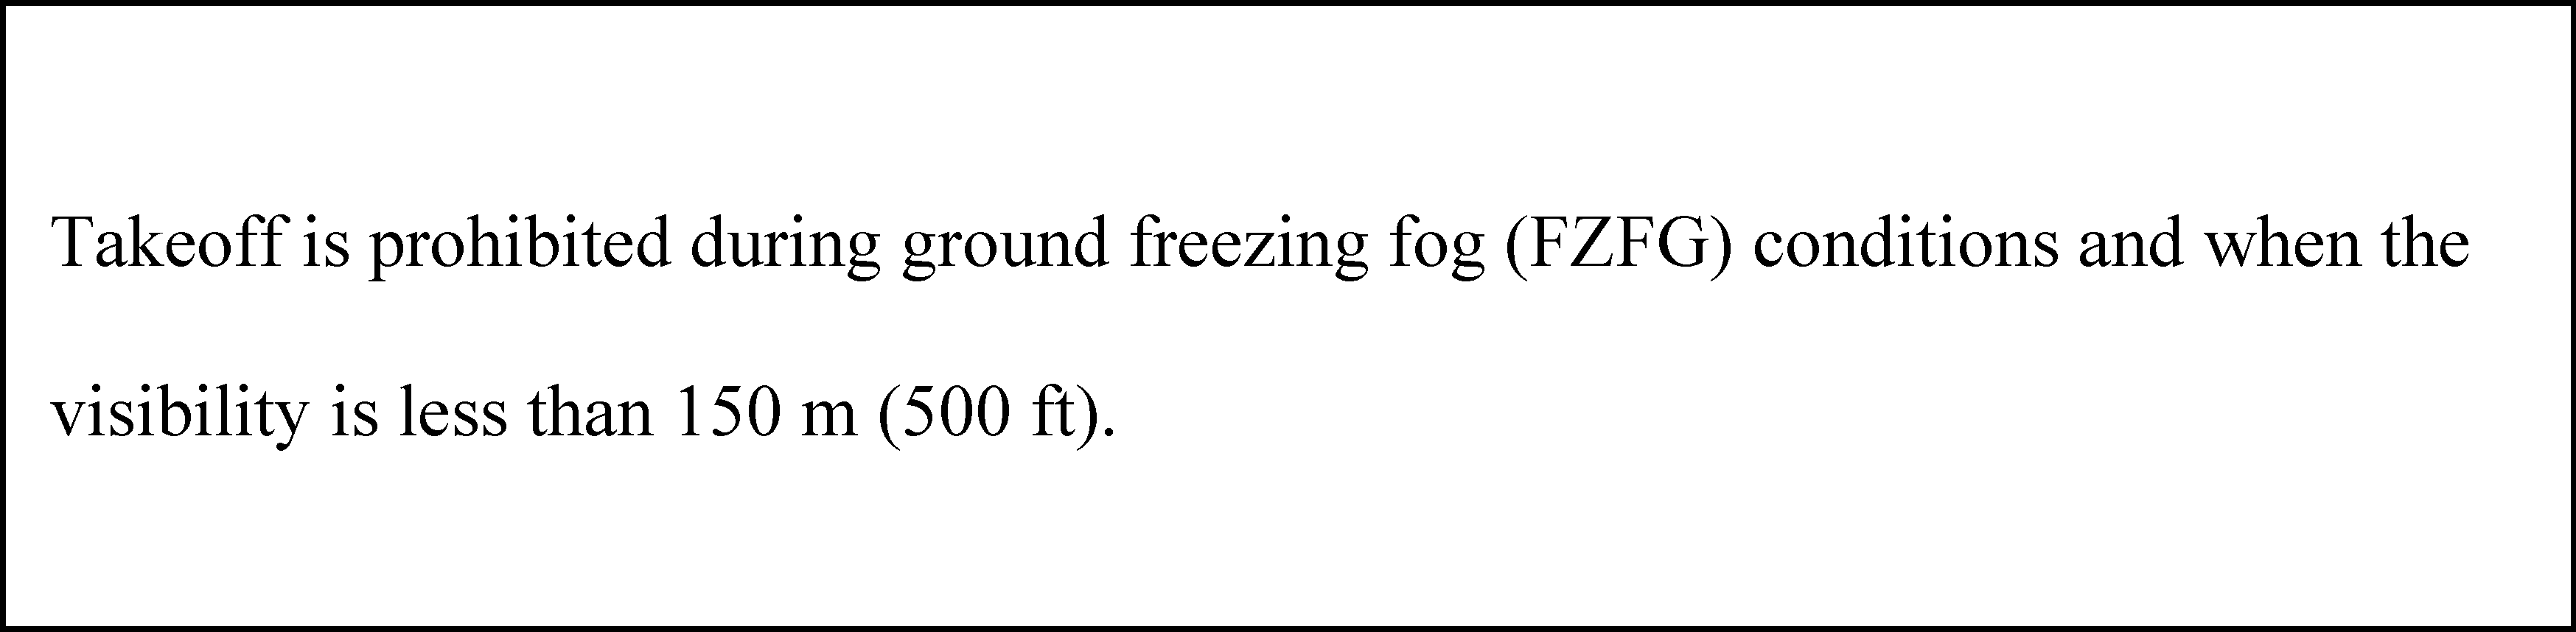 Takeoff is prohibited during ground freezing fog (FZFG) conditions and when the
visibility is less than 150 m (500 ft).